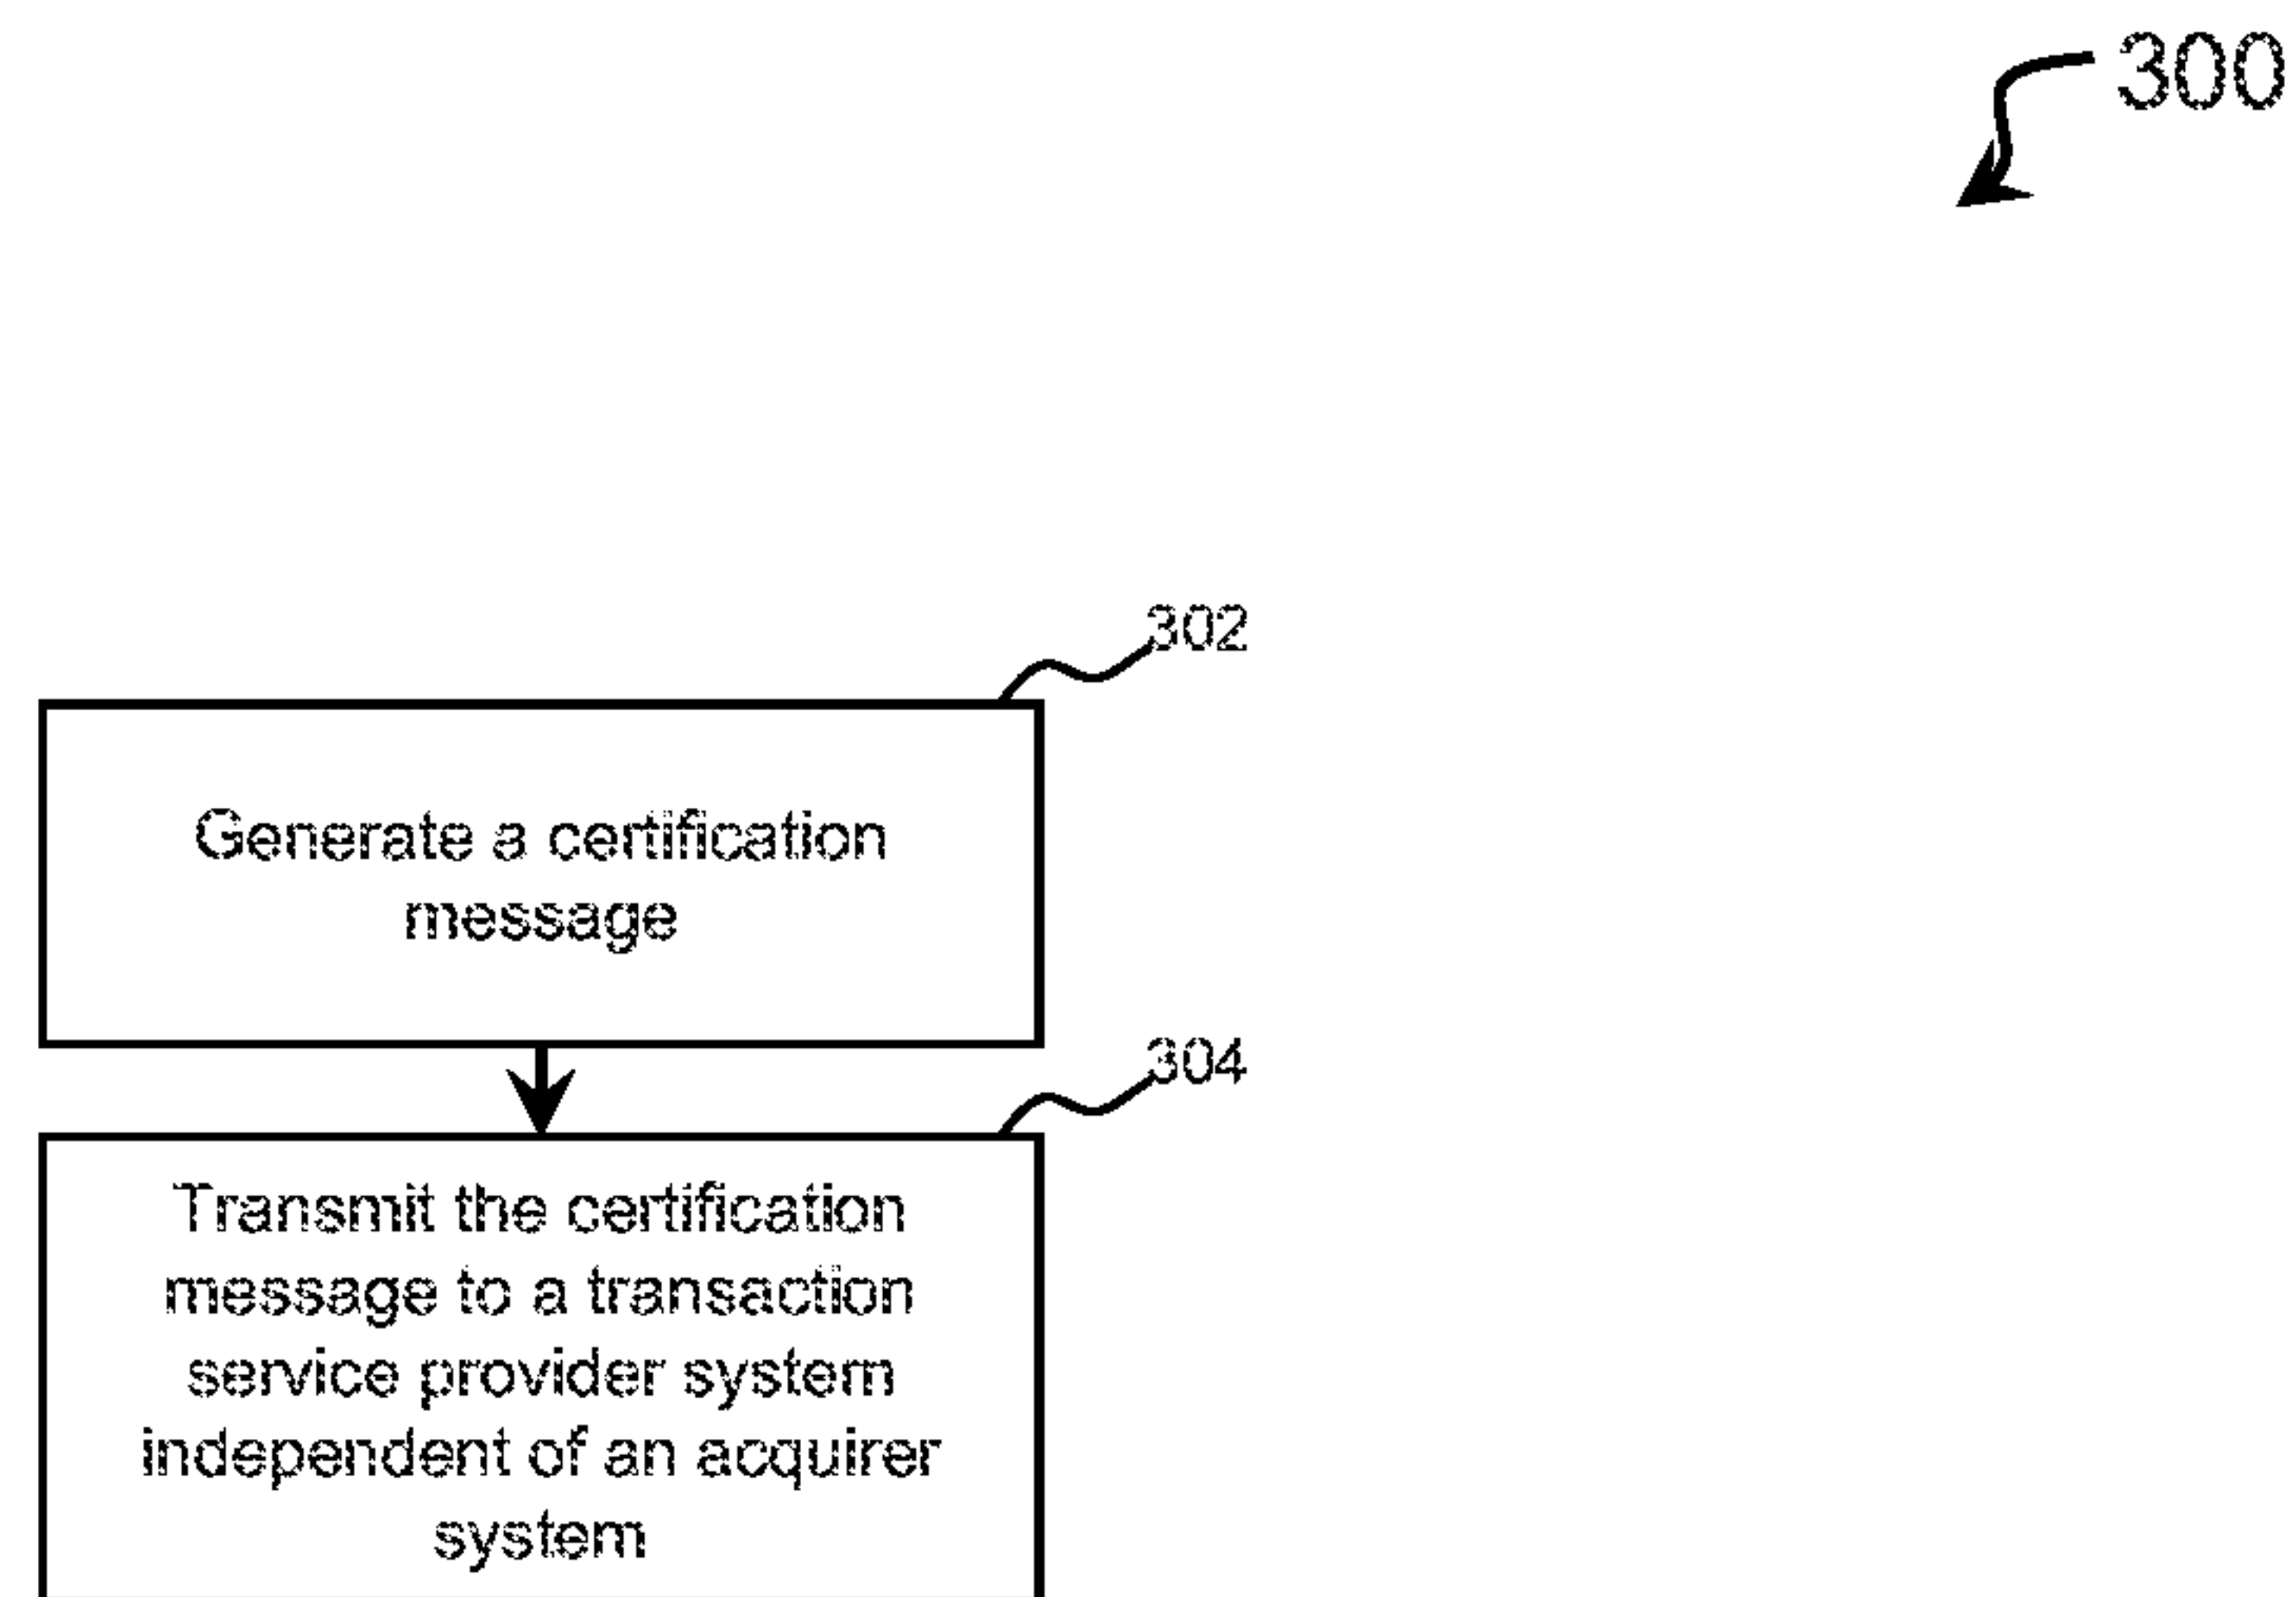 300
302
Generate a certification
message
304
Transmit the certification
message to a transaction
service provider system
independent of an acquirer
system